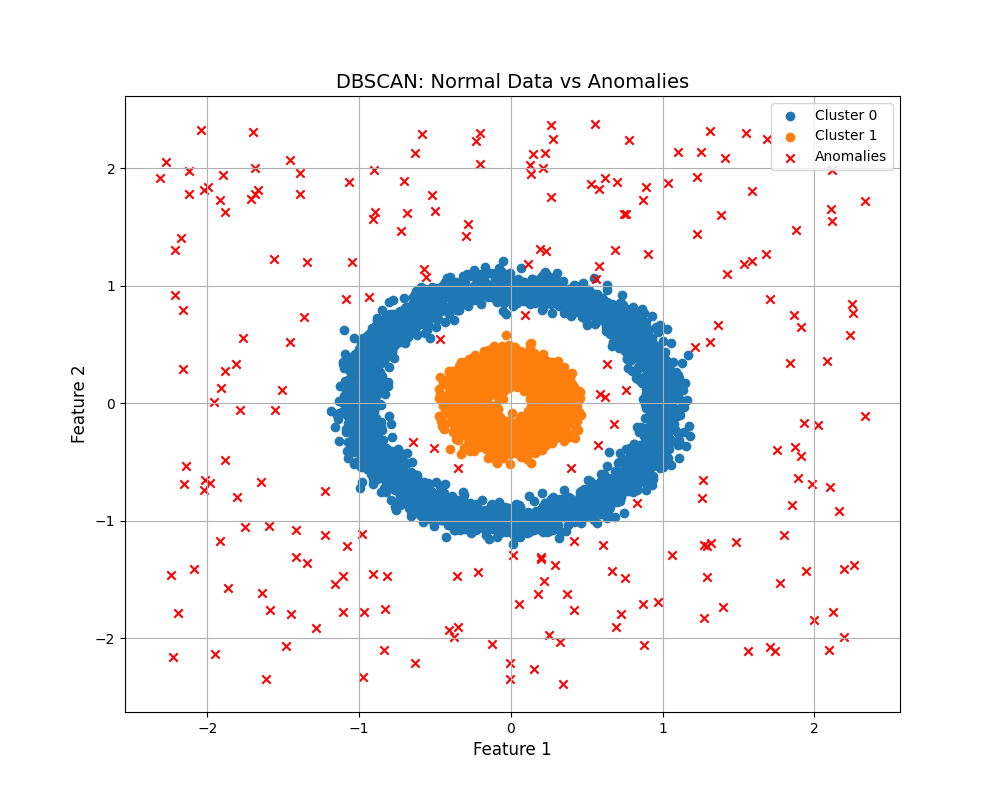 DBSCAN: Normal Data vs Anomalies
Cluster 0
Cluster 1
Anomalies
Feature 2
2
1
0
−1
−2
−2
−1
0
1
2
Feature 1